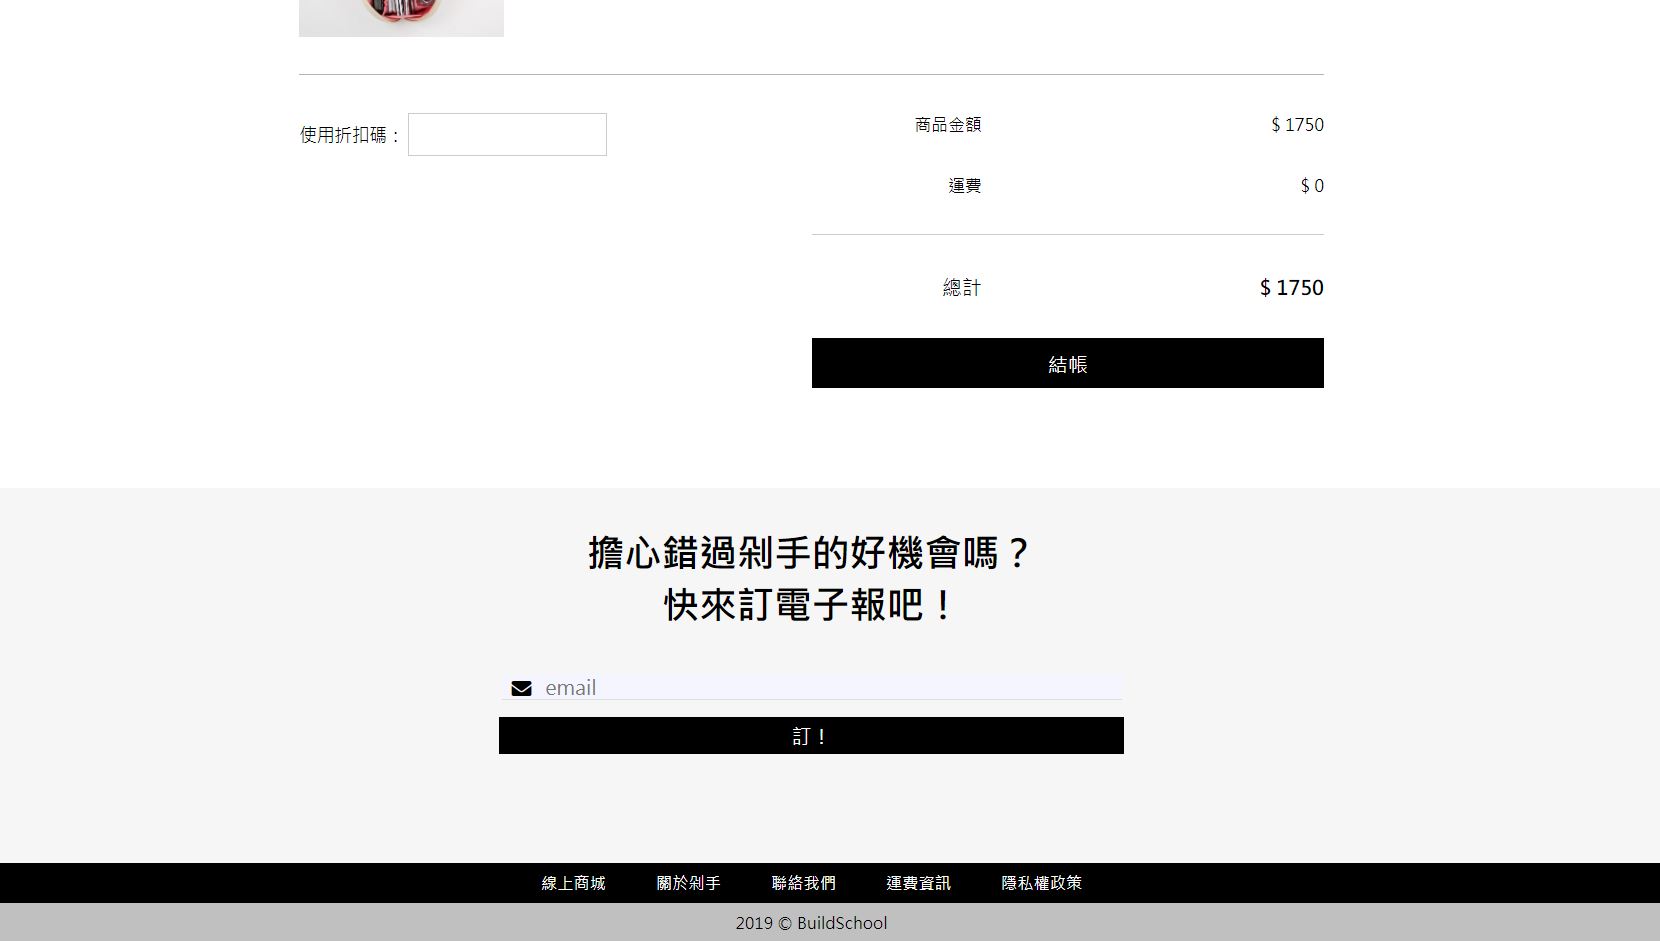 使用折扣碼：
商品金額 $ 1750
運費 $ 0
總計 $ 1750
結帳
擔心錯過剁手的好機會嗎？
快來訂電子報吧！
email
訂！
線上商城 關於剁手 聯絡我們 運費資訊 隱私權政策
2019 © BuildSchool